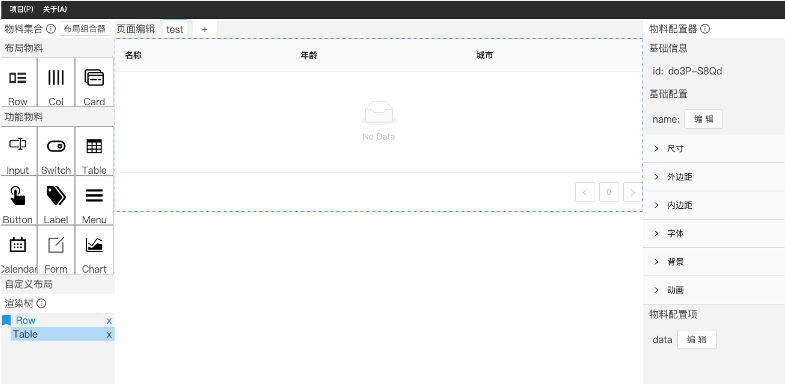 项目(P) 关于(A)
物料集合 布局组合器 页面编辑 test + 物料配置器
布局物料
Row Col Card
功能物料
Input Switch Table
Button Label Menu
Calendar Form Chart
自定义布局
渲染树
Row x
Table x
名称 年龄 城市
No Data
< 0 >
基础信息
id: do3P-S8Qd
基础配置
name: 编 辑
尺寸
外边距
内边距
字体
背景
动画
物料配置项
data 编 辑